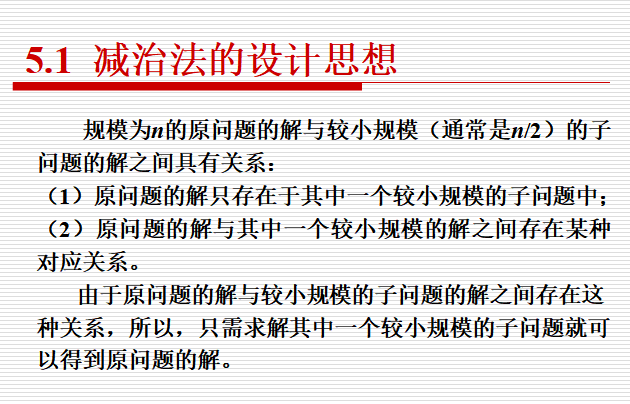 5.1 减治法的设计思想
规模为n的原问题的解与较小规模（通常是n/2）的子
问题的解之间具有关系：
（1）原问题的解只存在于其中一个较小规模的子问题中；
（2）原问题的解与其中一个较小规模的解之间存在某种
对应关系。
由于原问题的解与较小规模的子问题的解之间存在这
种关系，所以，只需求解其中一个较小规模的子问题就可
以得到原问题的解。